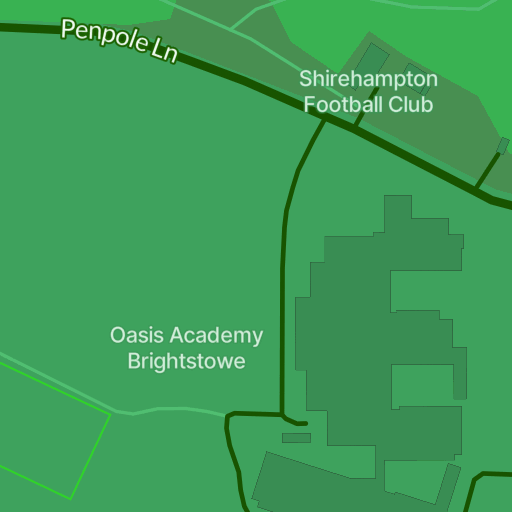 Penpole Ln
Shirehampton
Football Club
Oasis Academy
Brightstowe